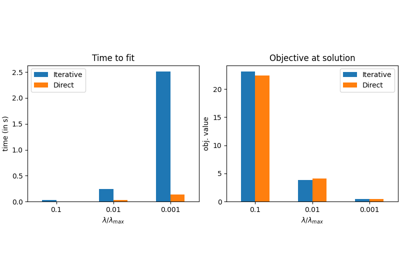 Time to fit
Objective at solution
Iterative
Direct
Iterative
Direct
time (in s)
obj. value
2.5
2.0
1.5
1.0
0.5
0.0
20
15
10
5
0
0.1 0.01 0.001
0.1 0.01 0.001
λ/λmax
λ/λmax